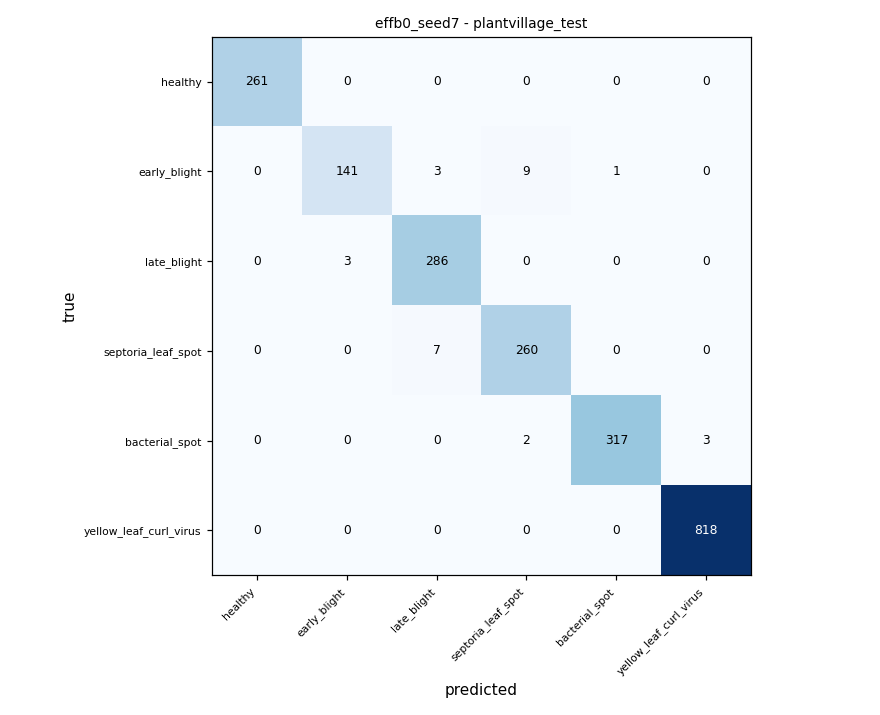 effb0_seed7 - plantvillage_test
true
healthy 261 0 0 0 0 0
early_blight 0 141 3 9 1 0
late_blight 0 3 286 0 0 0
septoria_leaf_spot 0 0 7 260 0 0
bacterial_spot 0 0 0 2 317 3
yellow_leaf_curl_virus 0 0 0 0 0 818
healthy early_blight late_blight septoria_leaf_spot bacterial_spot yellow_leaf_curl_virus
predicted